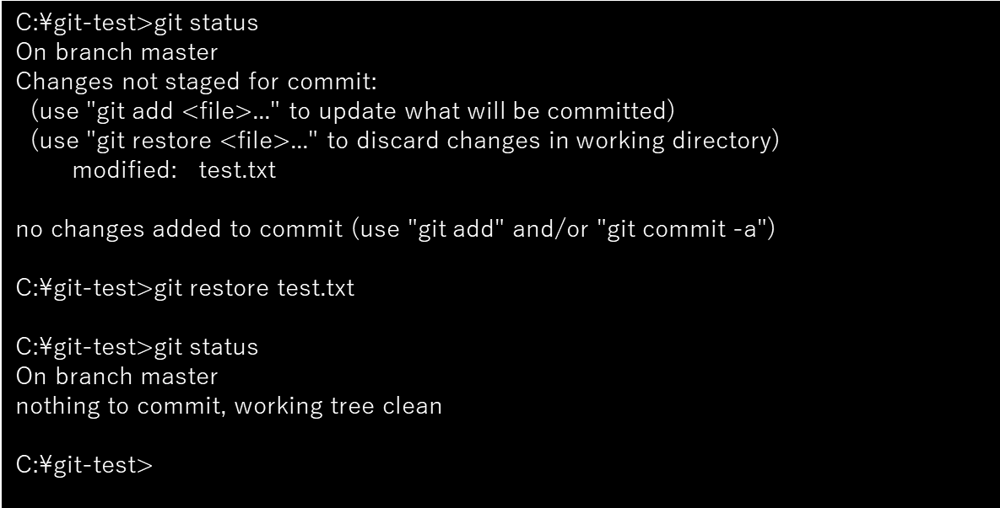 C:¥git-test>git status
On branch master
Changes not staged for commit:
(use "git add <file>..." to update what will be committed)
(use "git restore <file>..." to discard changes in working directory)
modified: test.txt
no changes added to commit (use "git add" and/or "git commit -a")
C:¥git-test>git restore test.txt
C:¥git-test>git status
On branch master
nothing to commit, working tree clean
C:¥git-test>